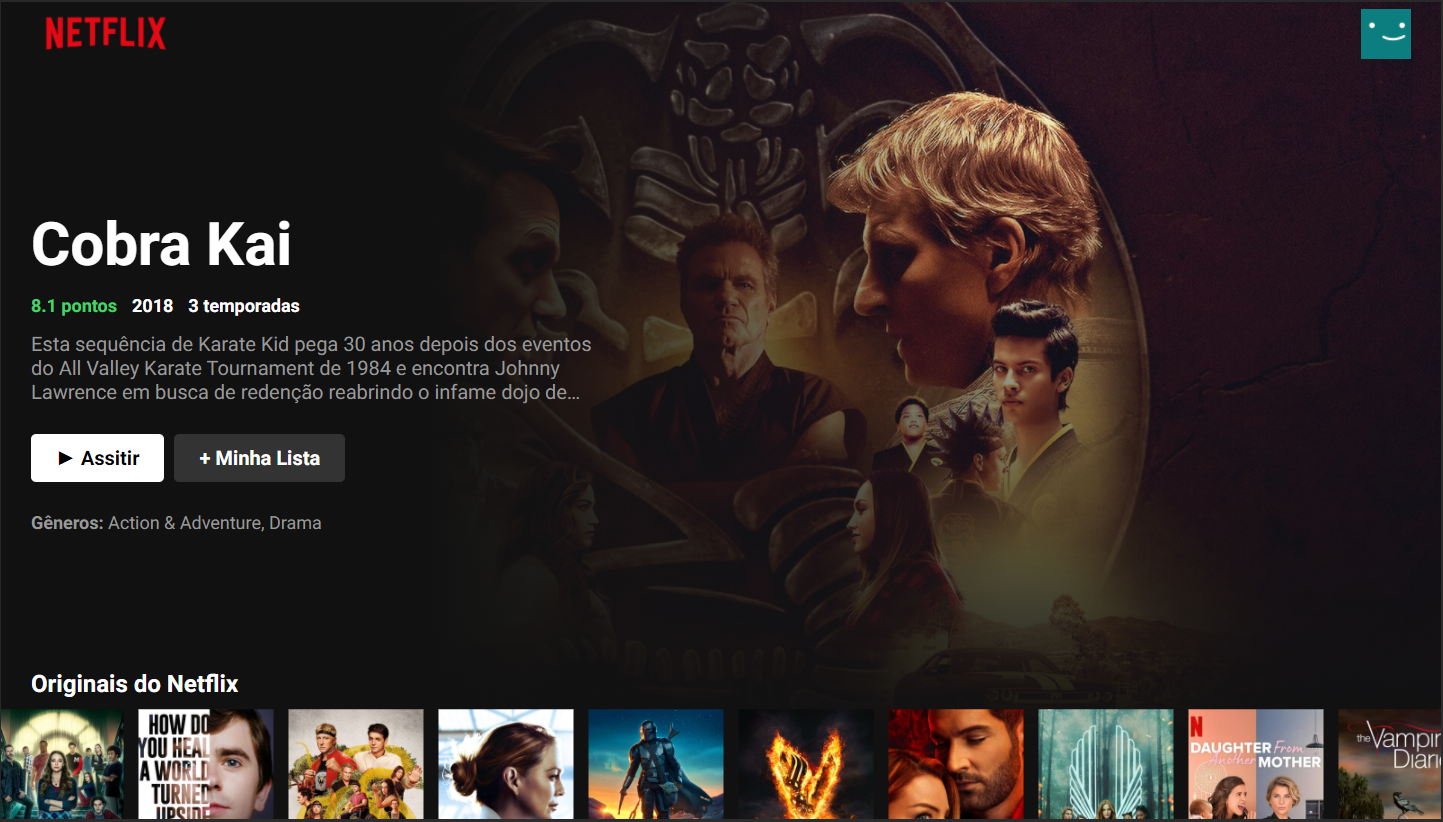 NETFLIX
Cobra Kai
8.1 pontos 2018 3 temporadas
Esta sequência de Karate Kid pega 30 anos depois dos eventos
do All Valley Karate Tournament de 1984 e encontra Johnny
Lawrence em busca de redenção reabrindo o infame dojo de...
► Assitir + Minha Lista
Gêneros: Action & Adventure, Drama
Originais do Netflix
HOW DO
YOU HEAL
A WORLD
TURNED
UPSIDE
N
DAUGHTER From
Another MOTHER
the Vampir
Diari